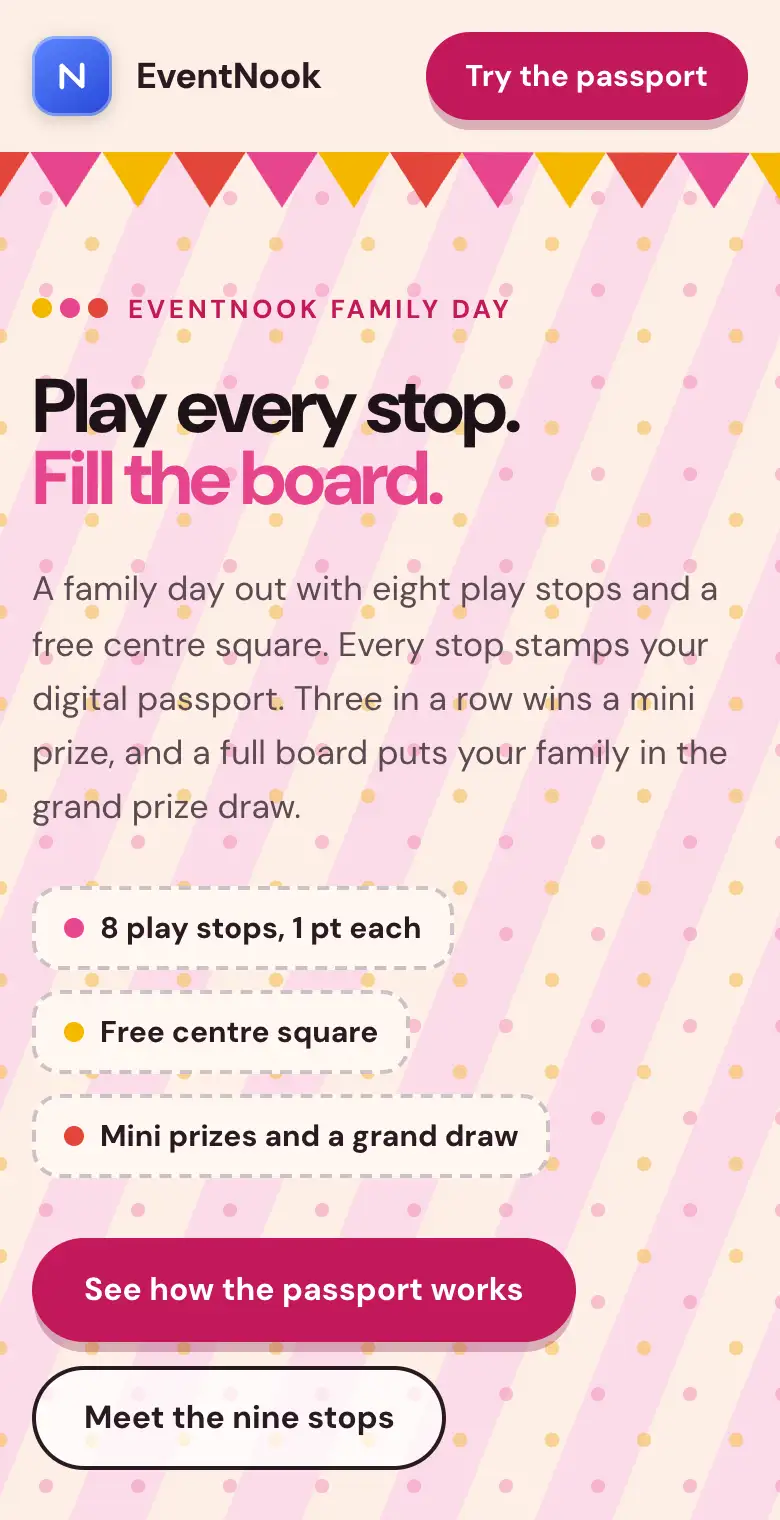 N
EventNook
Try the passport
EVENTNOOK FAMILY DAY
Play every stop.
Fill the board.
A family day out with eight play stops and a
free centre square. Every stop stamps your
digital passport. Three in a row wins a mini
prize, and a full board puts your family in the
grand prize draw.
8 play stops, 1 pt each
Free centre square
Mini prizes and a grand draw
See how the passport works
Meet the nine stops